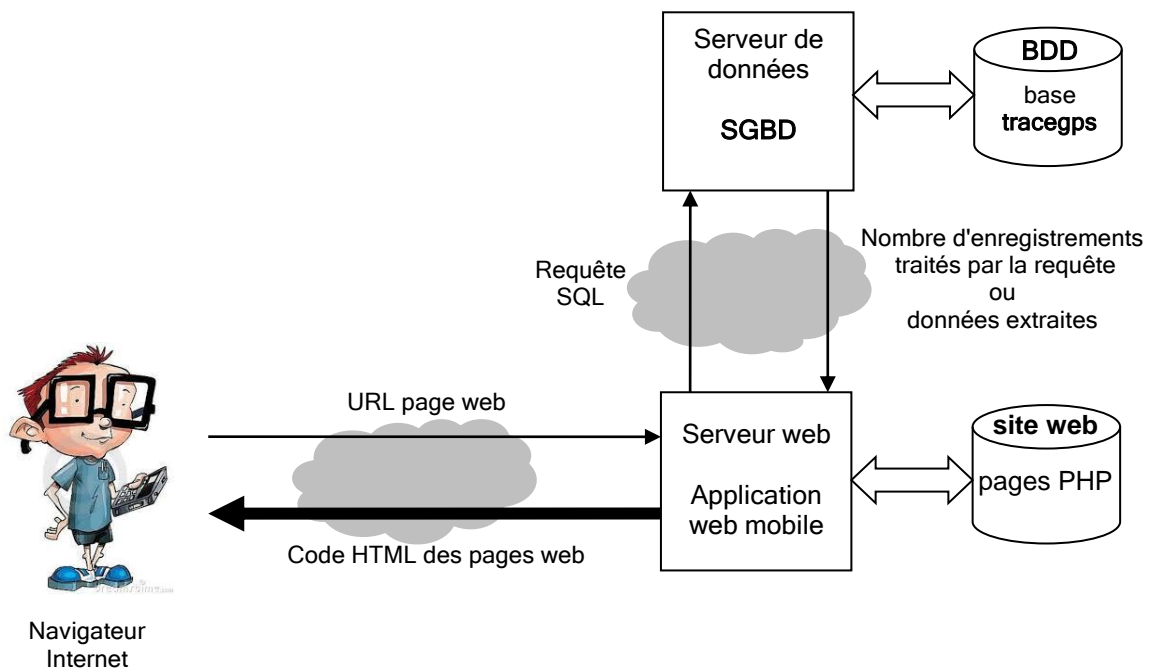 Serveur de
données
SGBD
BDD
base
tracegps
Requête
SQL
Nombre d'enregistrements
traités par la requête
ou
données extraites
URL page web
Serveur web
Application
web mobile
site web
pages PHP
Code HTML des pages web
Navigateur
Internet